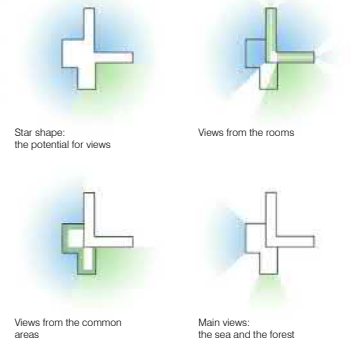 Star shape:
the potential for views
Views from the rooms
Views from the common
areas
Main views:
the sea and the forest